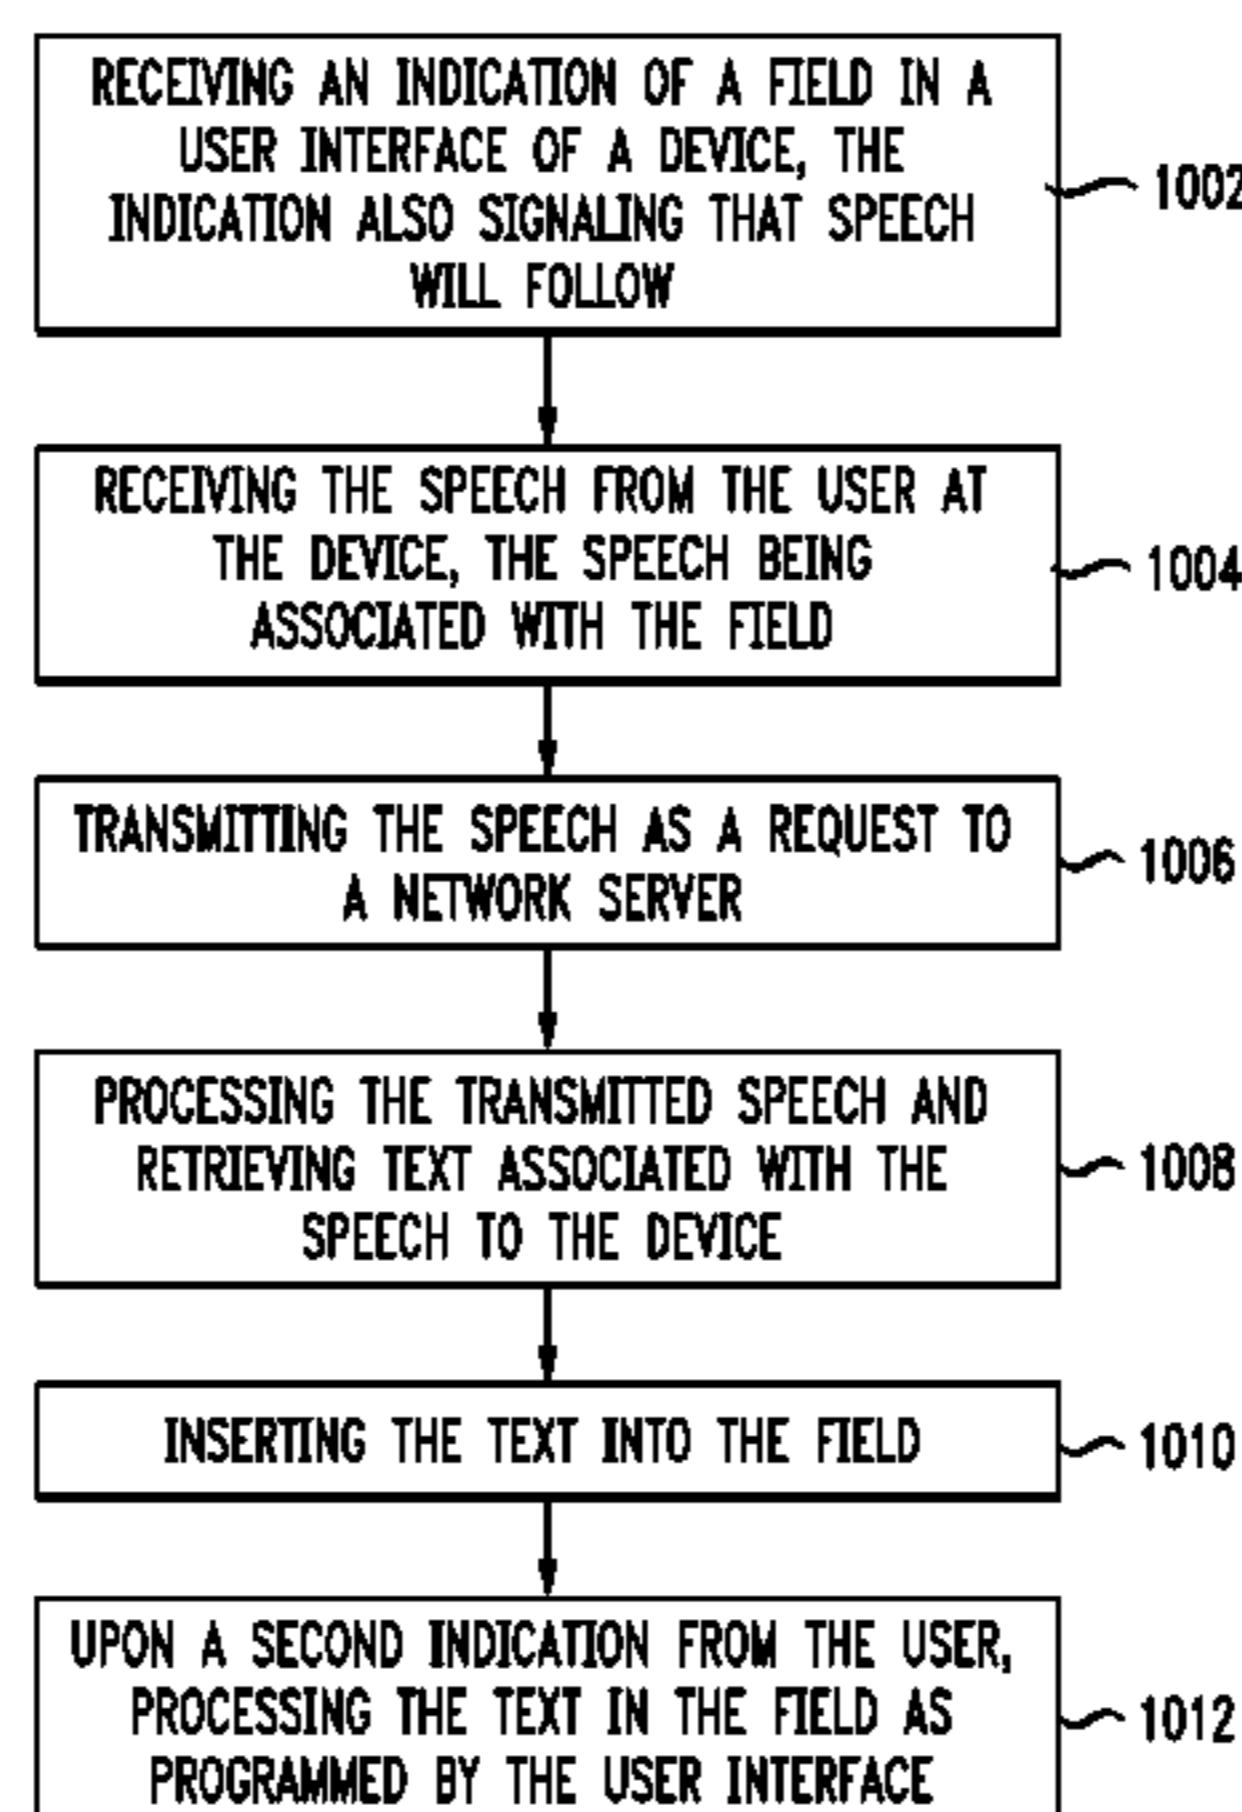 RECEIVING AN INDICATION OF A FIELD IN A
USER INTERFACE OF A DEVICE, THE
INDICATION ALSO SIGNALING THAT SPEECH
WILL FOLLOW
1002
RECEIVING THE SPEECH FROM THE USER AT
THE DEVICE, THE SPEECH BEING
ASSOCIATED WITH THE FIELD
1004
TRANSMITTING THE SPEECH AS A REQUEST TO
A NETWORK SERVER
1006
PROCESSING THE TRANSMITTED SPEECH AND
RETRIEVING TEXT ASSOCIATED WITH THE
SPEECH TO THE DEVICE
1008
INSERTING THE TEXT INTO THE FIELD
1010
UPON A SECOND INDICATION FROM THE USER,
PROCESSING THE TEXT IN THE FIELD AS
PROGRAMMED BY THE USER INTERFACE
1012